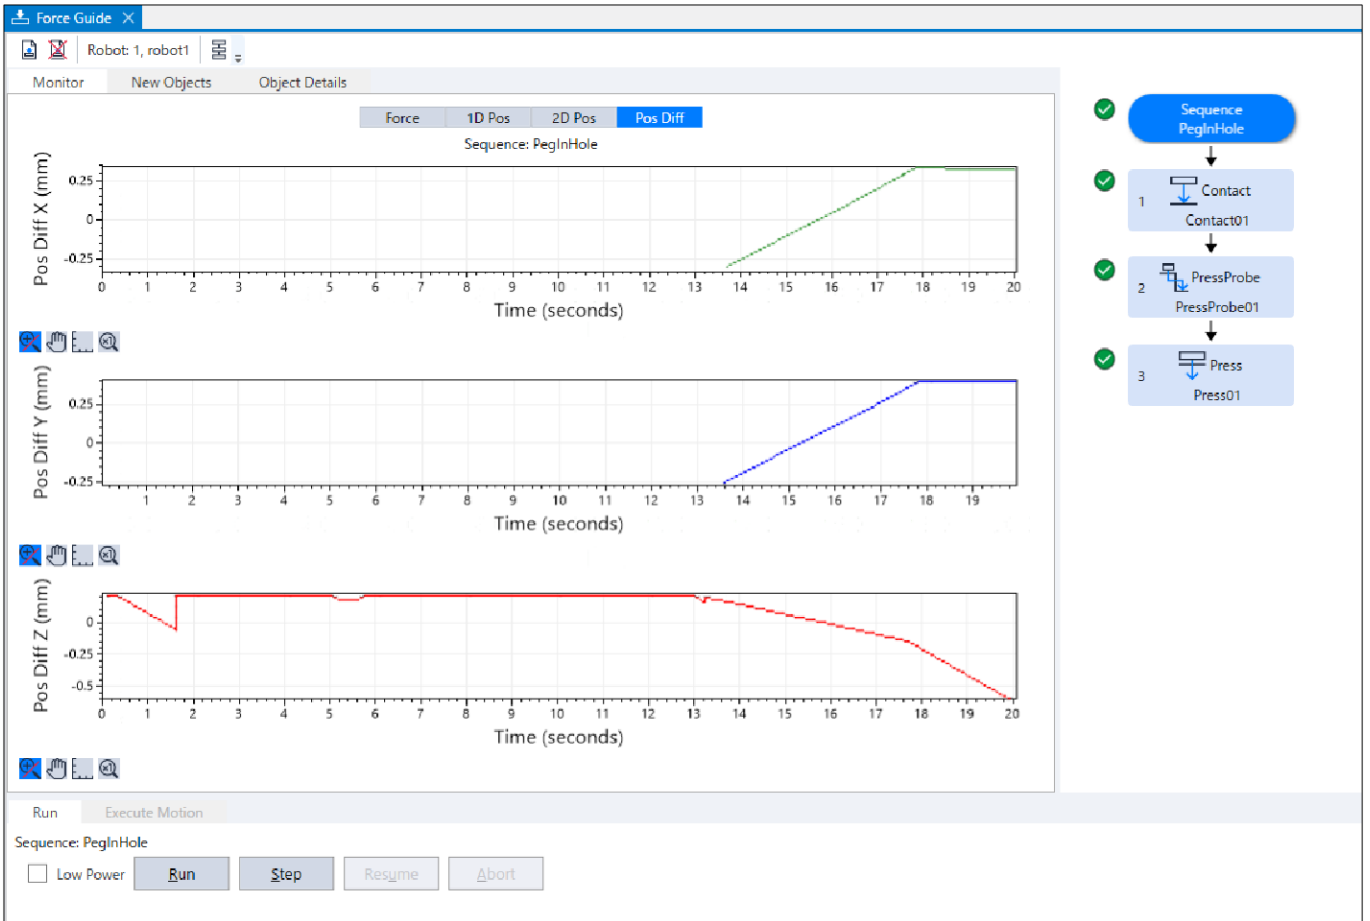 Force Guide
Robot: 1, robot1
Monitor New Objects Object Details
Force 1D Pos 2D Pos Pos Diff
Sequence: PegInHole
Pos Diff X (mm)
0.25
0
-0.25
0 1 2 3 4 5 6 7 8 9 10 11 12 13 14 15 16 17 18 19 20
Time (seconds)
Pos Diff Y (mm)
0.25
0
-0.25
1 2 3 4 5 6 7 8 9 10 11 12 13 14 15 16 17 18 19
Time (seconds)
Pos Diff Z (mm)
0
-0.25
-0.5
0 1 2 3 4 5 6 7 8 9 10 11 12 13 14 15 16 17 18 19 20
Time (seconds)
Sequence
PegInHole
1 Contact
Contact01
2 PressProbe
PressProbe01
3 Press
Press01
Run Execute Motion
Sequence: PegInHole
Low Power Run Step Resume Abort